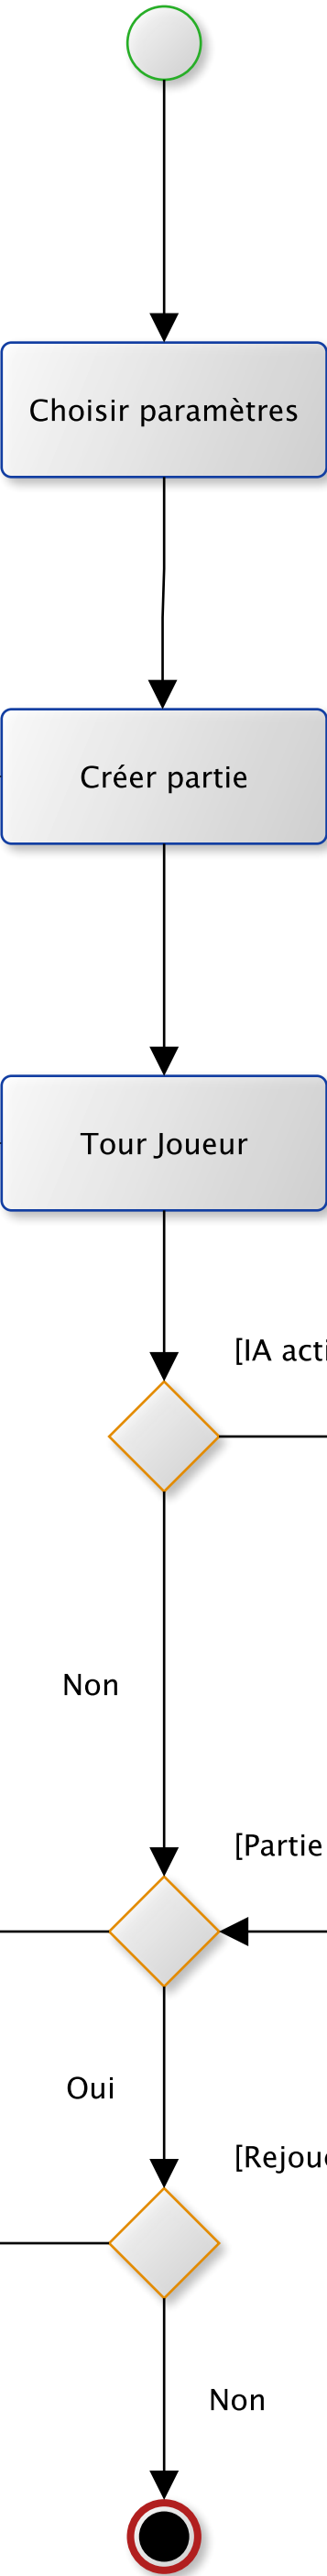 Choisir paramètres
Créer partie
Tour Joueur
[IA acti
Non
[Partie
Oui
[Rejoue
Non